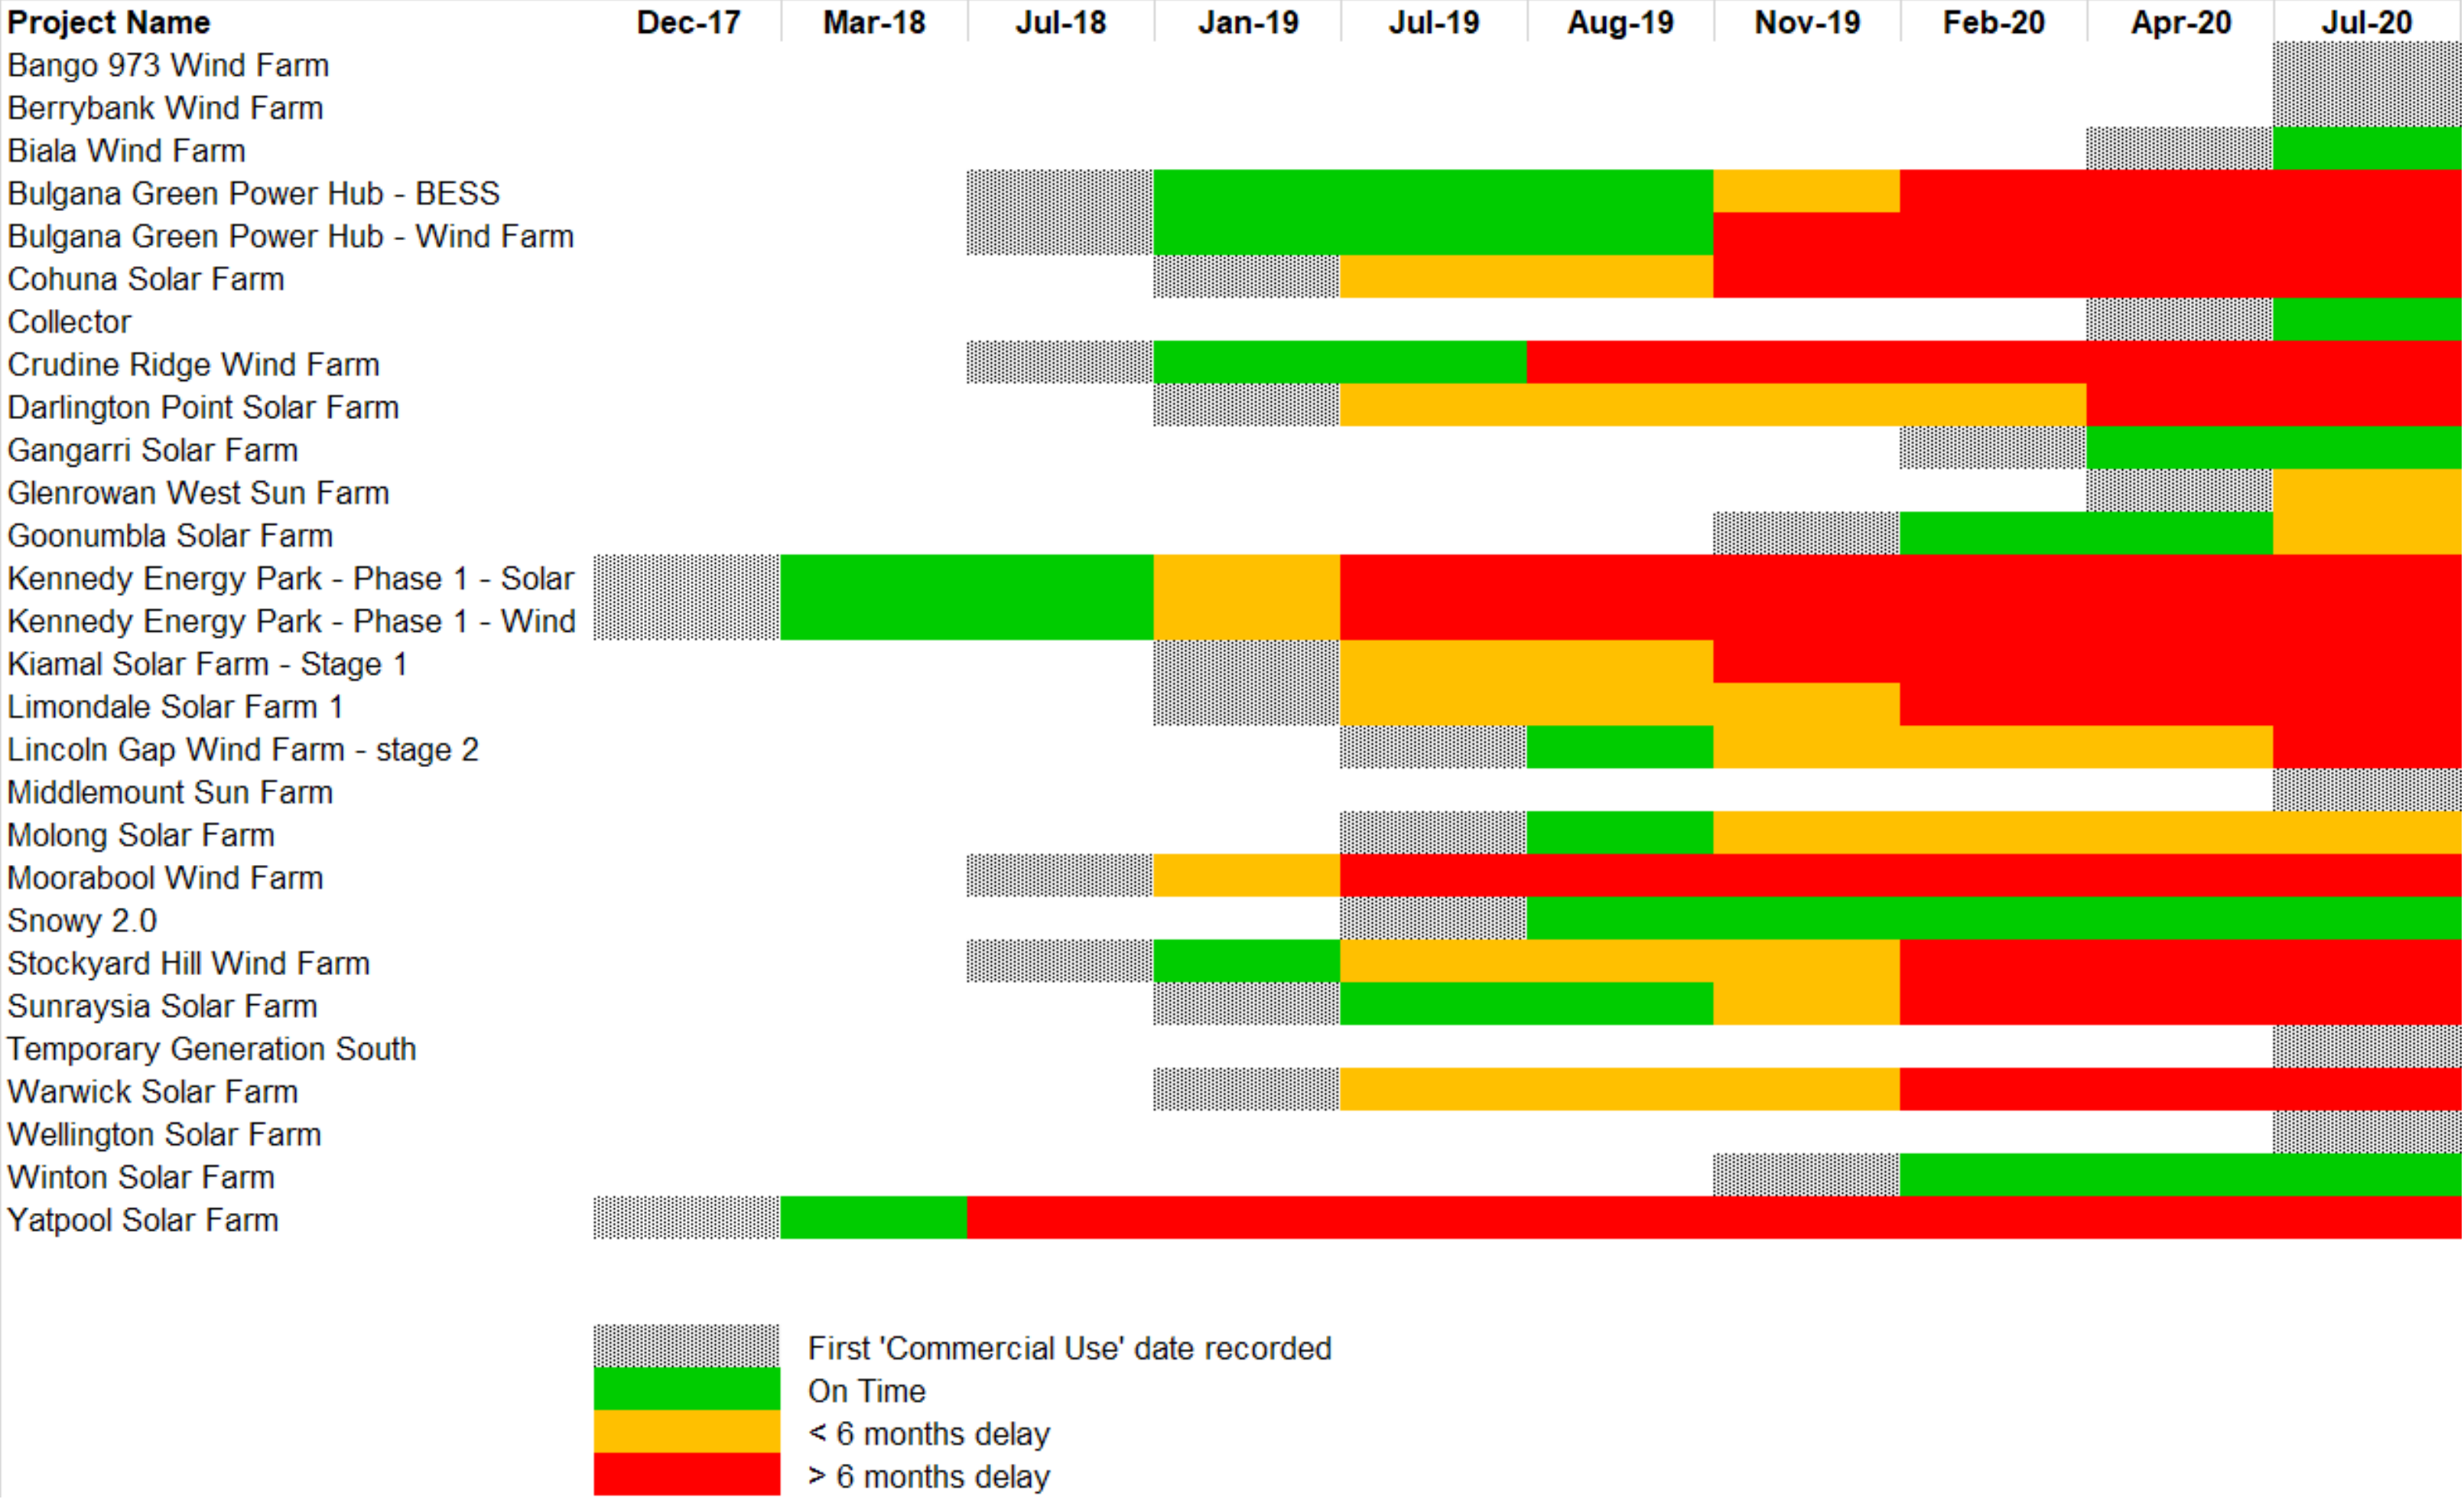 Project Name Dec-17 Mar-18 Jul-18 Jan-19 Jul-19 Aug-19 Nov-19 Feb-20 Apr-20 Jul-20
Bango 973 Wind Farm
Berrybank Wind Farm
Biala Wind Farm
Bulgana Green Power Hub - BESS
Bulgana Green Power Hub - Wind Farm
Cohuna Solar Farm
Collector
Crudine Ridge Wind Farm
Darlington Point Solar Farm
Gangarri Solar Farm
Glenrowan West Sun Farm
Goonumbla Solar Farm
Kennedy Energy Park - Phase 1 - Solar
Kennedy Energy Park - Phase 1 - Wind
Kiamal Solar Farm - Stage 1
Limondale Solar Farm 1
Lincoln Gap Wind Farm - stage 2
Middlemount Sun Farm
Molong Solar Farm
Moorabool Wind Farm
Snowy 2.0
Stockyard Hill Wind Farm
Sunraysia Solar Farm
Temporary Generation South
Warwick Solar Farm
Wellington Solar Farm
Winton Solar Farm
Yatpool Solar Farm
First 'Commercial Use' date recorded
On Time
< 6 months delay
> 6 months delay